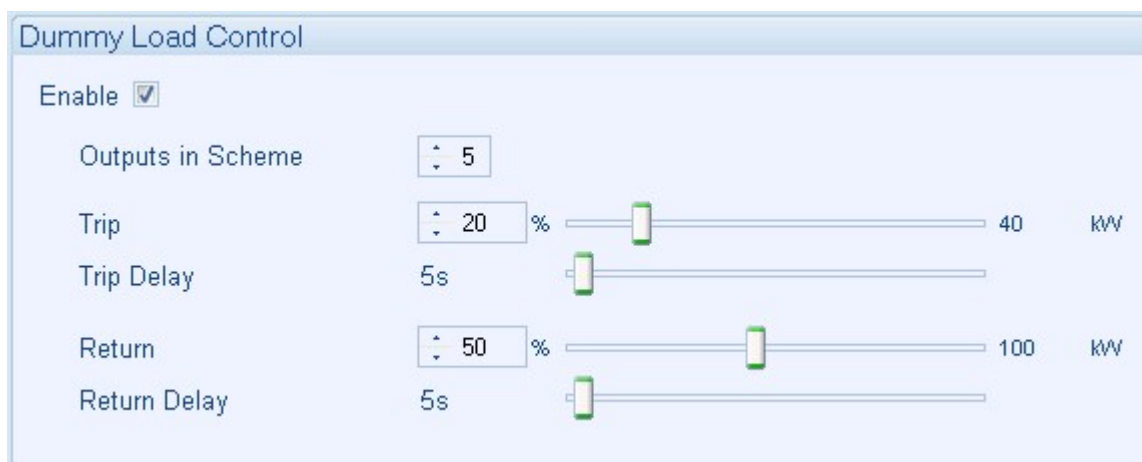 Dummy Load Control
Enable
Outputs in Scheme 5
Trip 20 % 40 kW
Trip Delay 5s
Return 50 % 100 kW
Return Delay 5s